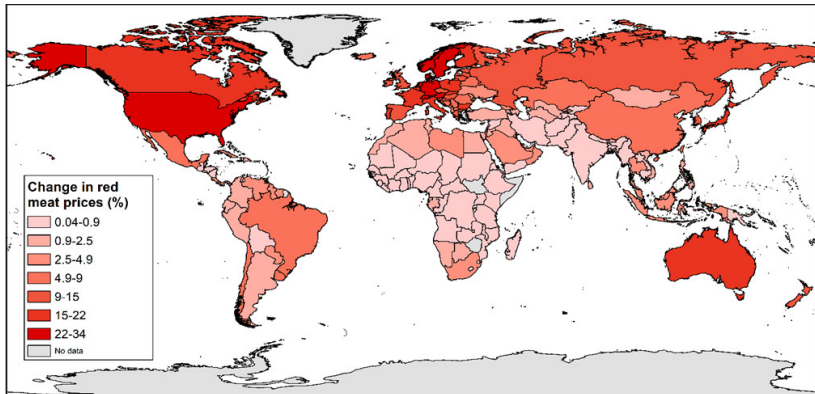 Change in red
meat prices (%)
0.04-0.9
0.9-2.5
2.5-4.9
4.9-9
9-15
15-22
22-34
No data